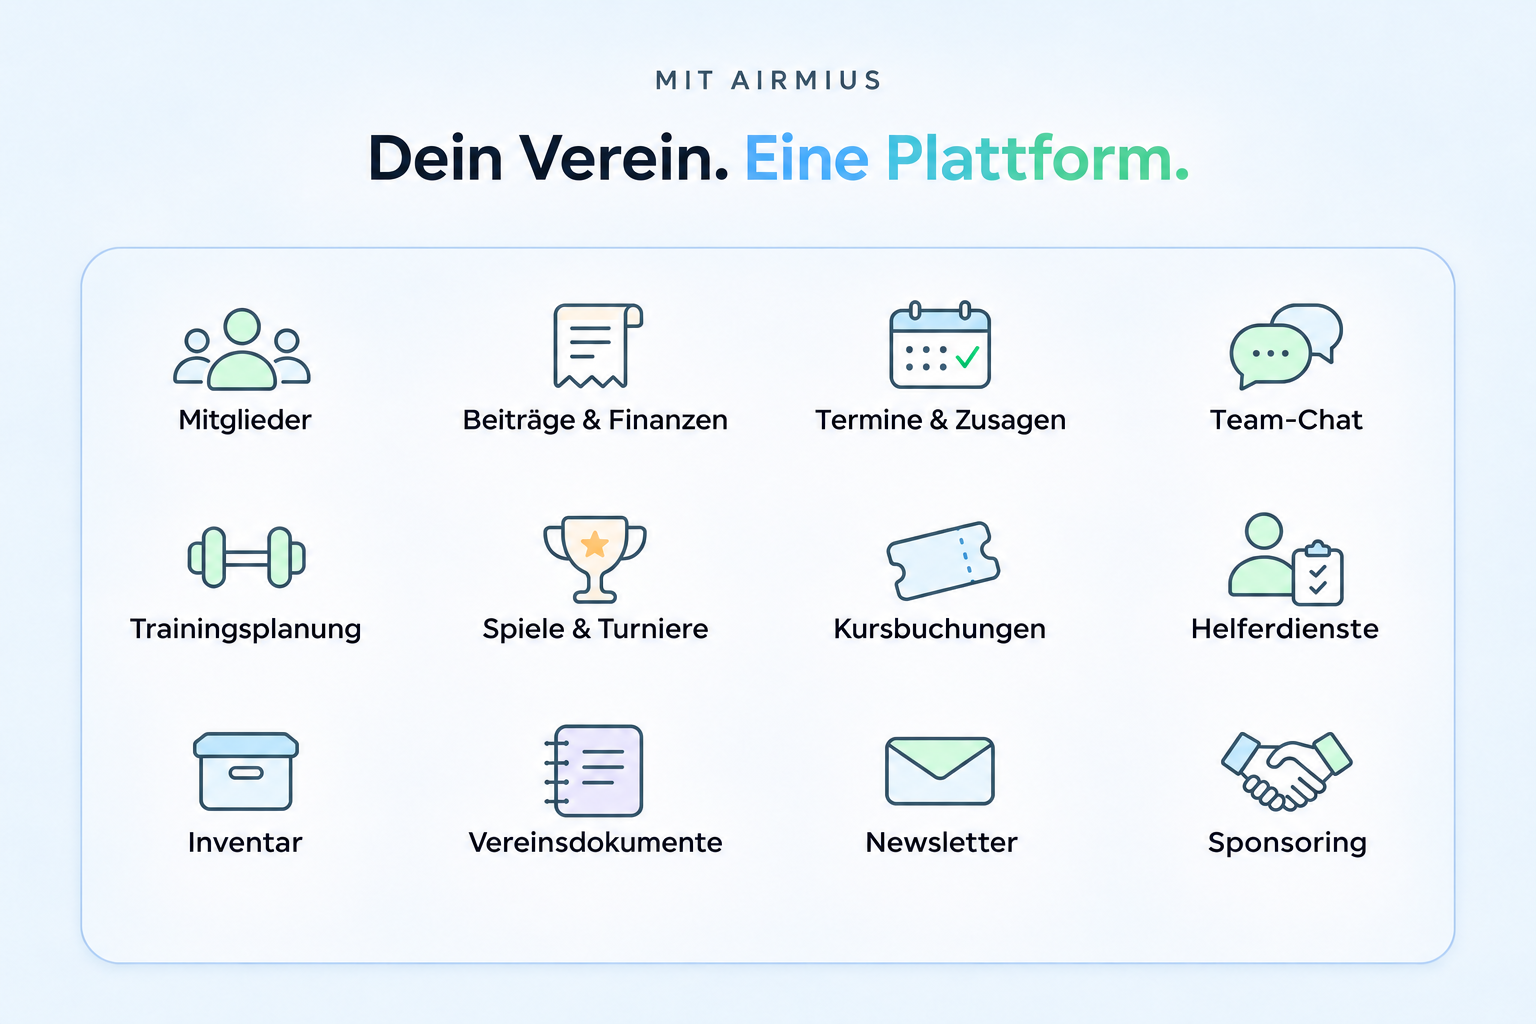 MIT AIRMIUS
Dein Verein. Eine Plattform.
Mitglieder
Beiträge & Finanzen
Termine & Zusagen
Team-Chat
Trainingsplanung
Spiele & Turniere
Kursbuchungen
Helferdienste
Inventar
Vereinsdokumente
Newsletter
Sponsoring